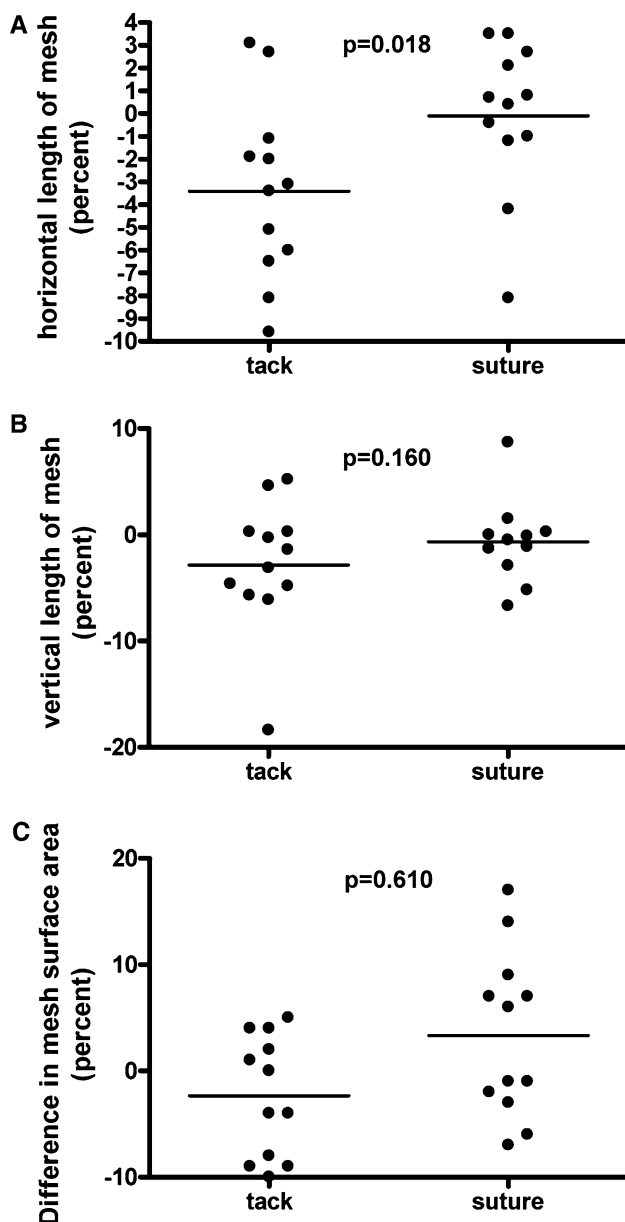 A
horizontal length of mesh
(percent)
4
3
2
1
0
-1
-2
-3
-4
-5
-6
-7
-8
-9
-10
p=0.018
tack
suture
B
vertical length of mesh
(percent)
10
0
-10
-20
p=0.160
tack
suture
C
Difference in mesh surface area
(percent)
20
10
0
-10
p=0.610
tack
suture